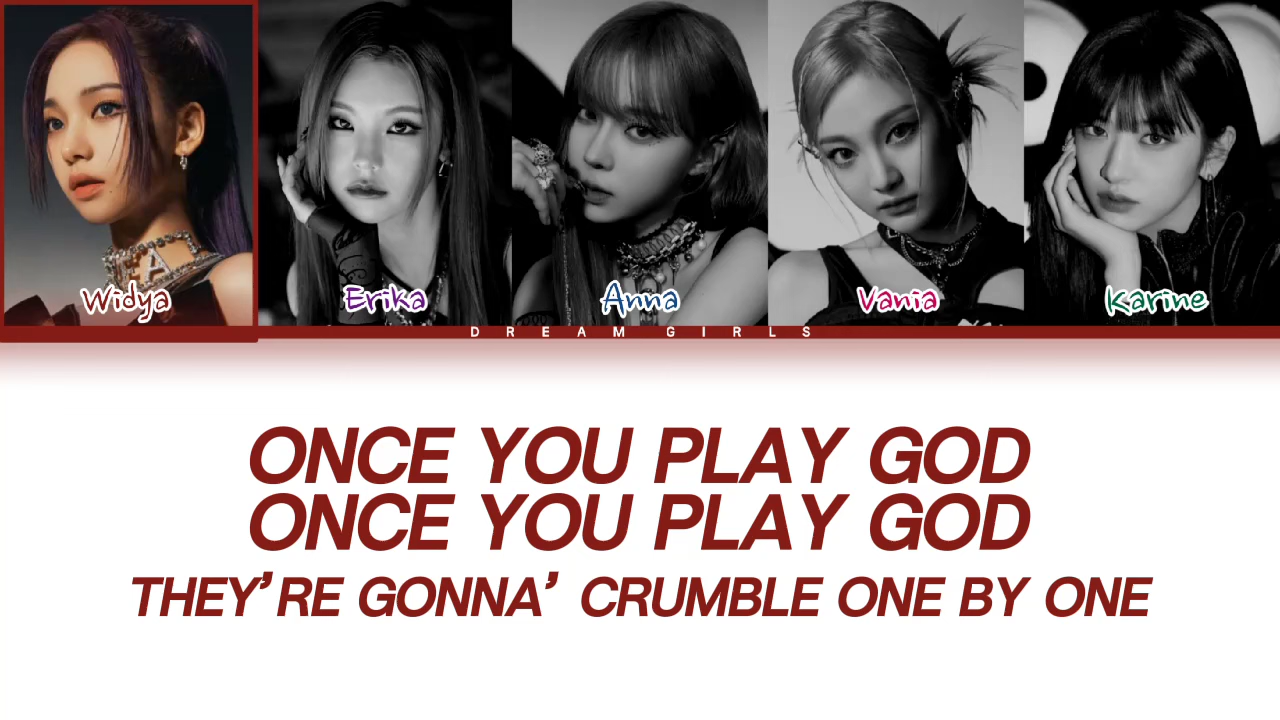 Widya Erika Anna Vania Karine
DREAM GIRLS
ONCE YOU PLAY GOD
ONCE YOU PLAY GOD
THEY’RE GONNA’ CRUMBLE ONE BY ONE